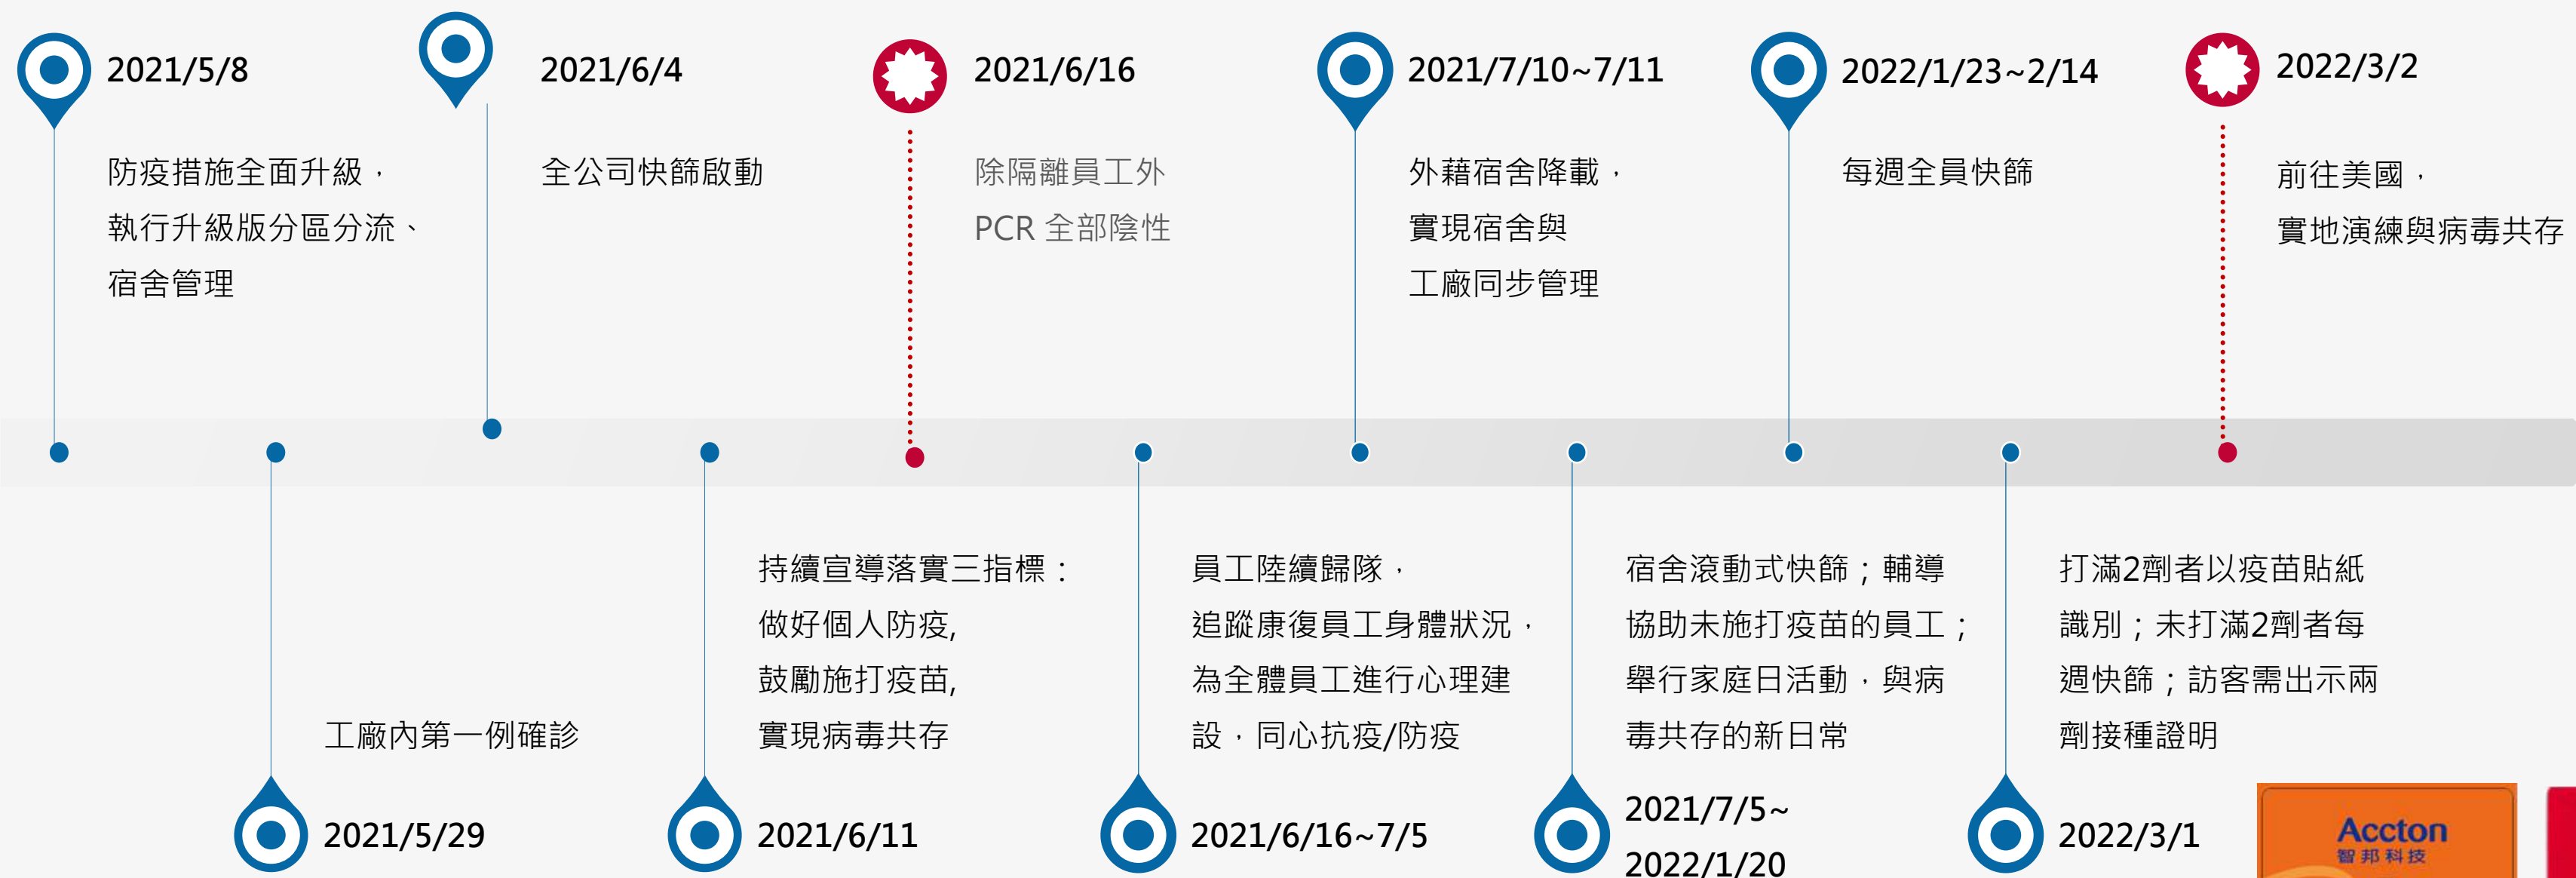 2021/5/8
防疫措施全面升級，
執行升級版分區分流、
宿舍管理
2021/6/4
全公司快篩啟動
2021/6/16
除隔離員工外
PCR 全部陰性
2021/7/10~7/11
外藉宿舍降載，
實現宿舍與
工廠同步管理
2022/1/23~2/14
每週全員快篩
2022/3/2
前往美國，
實地演練與病毒共存
工廠內第一例確診
2021/5/29
持續宣導落實三指標：
做好個人防疫,
鼓勵施打疫苗,
實現病毒共存
2021/6/11
員工陸續歸隊，
追蹤康復員工身體狀況，
為全體員工進行心理建
設，同心抗疫/防疫
2021/6/16~7/5
宿舍滾動式快篩；輔導
協助未施打疫苗的員工；
舉行家庭日活動，與病
毒共存的新日常
2021/7/5~
2022/1/20
打滿2劑者以疫苗貼紙
識別；未打滿2劑者每
週快篩；訪客需出示兩
劑接種證明
2022/3/1
Accton
智邦科技